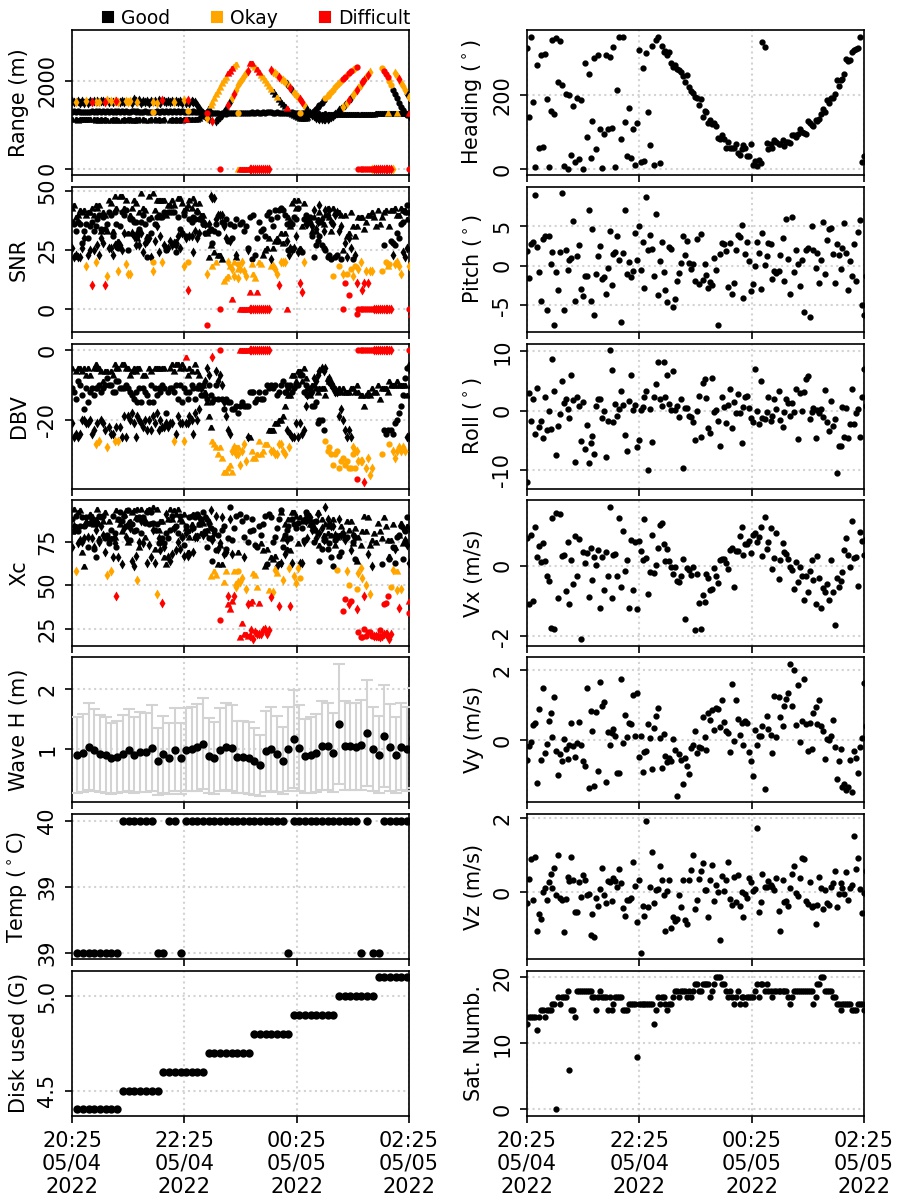 Good Okay Difficult
Range (m)
2000
0
Heading (°)
200
0
SNR
50
25
0
Pitch (°)
5
0
-5
DBV
0
-20
Roll (°)
10
0
-10
Xc
75
50
25
Vx (m/s)
0
-2
Wave H (m)
2
1
Vy (m/s)
2
0
Temp (°C)
40
39
39
Vz (m/s)
2
0
Disk used (G)
5.0
4.5
Sat. Numb.
20
10
0
20:25 22:25 00:25 02:25
05/04 05/04 05/05 05/05
2022 2022 2022 2022
20:25 22:25 00:25 02:25
05/04 05/04 05/05 05/05
2022 2022 2022 2022